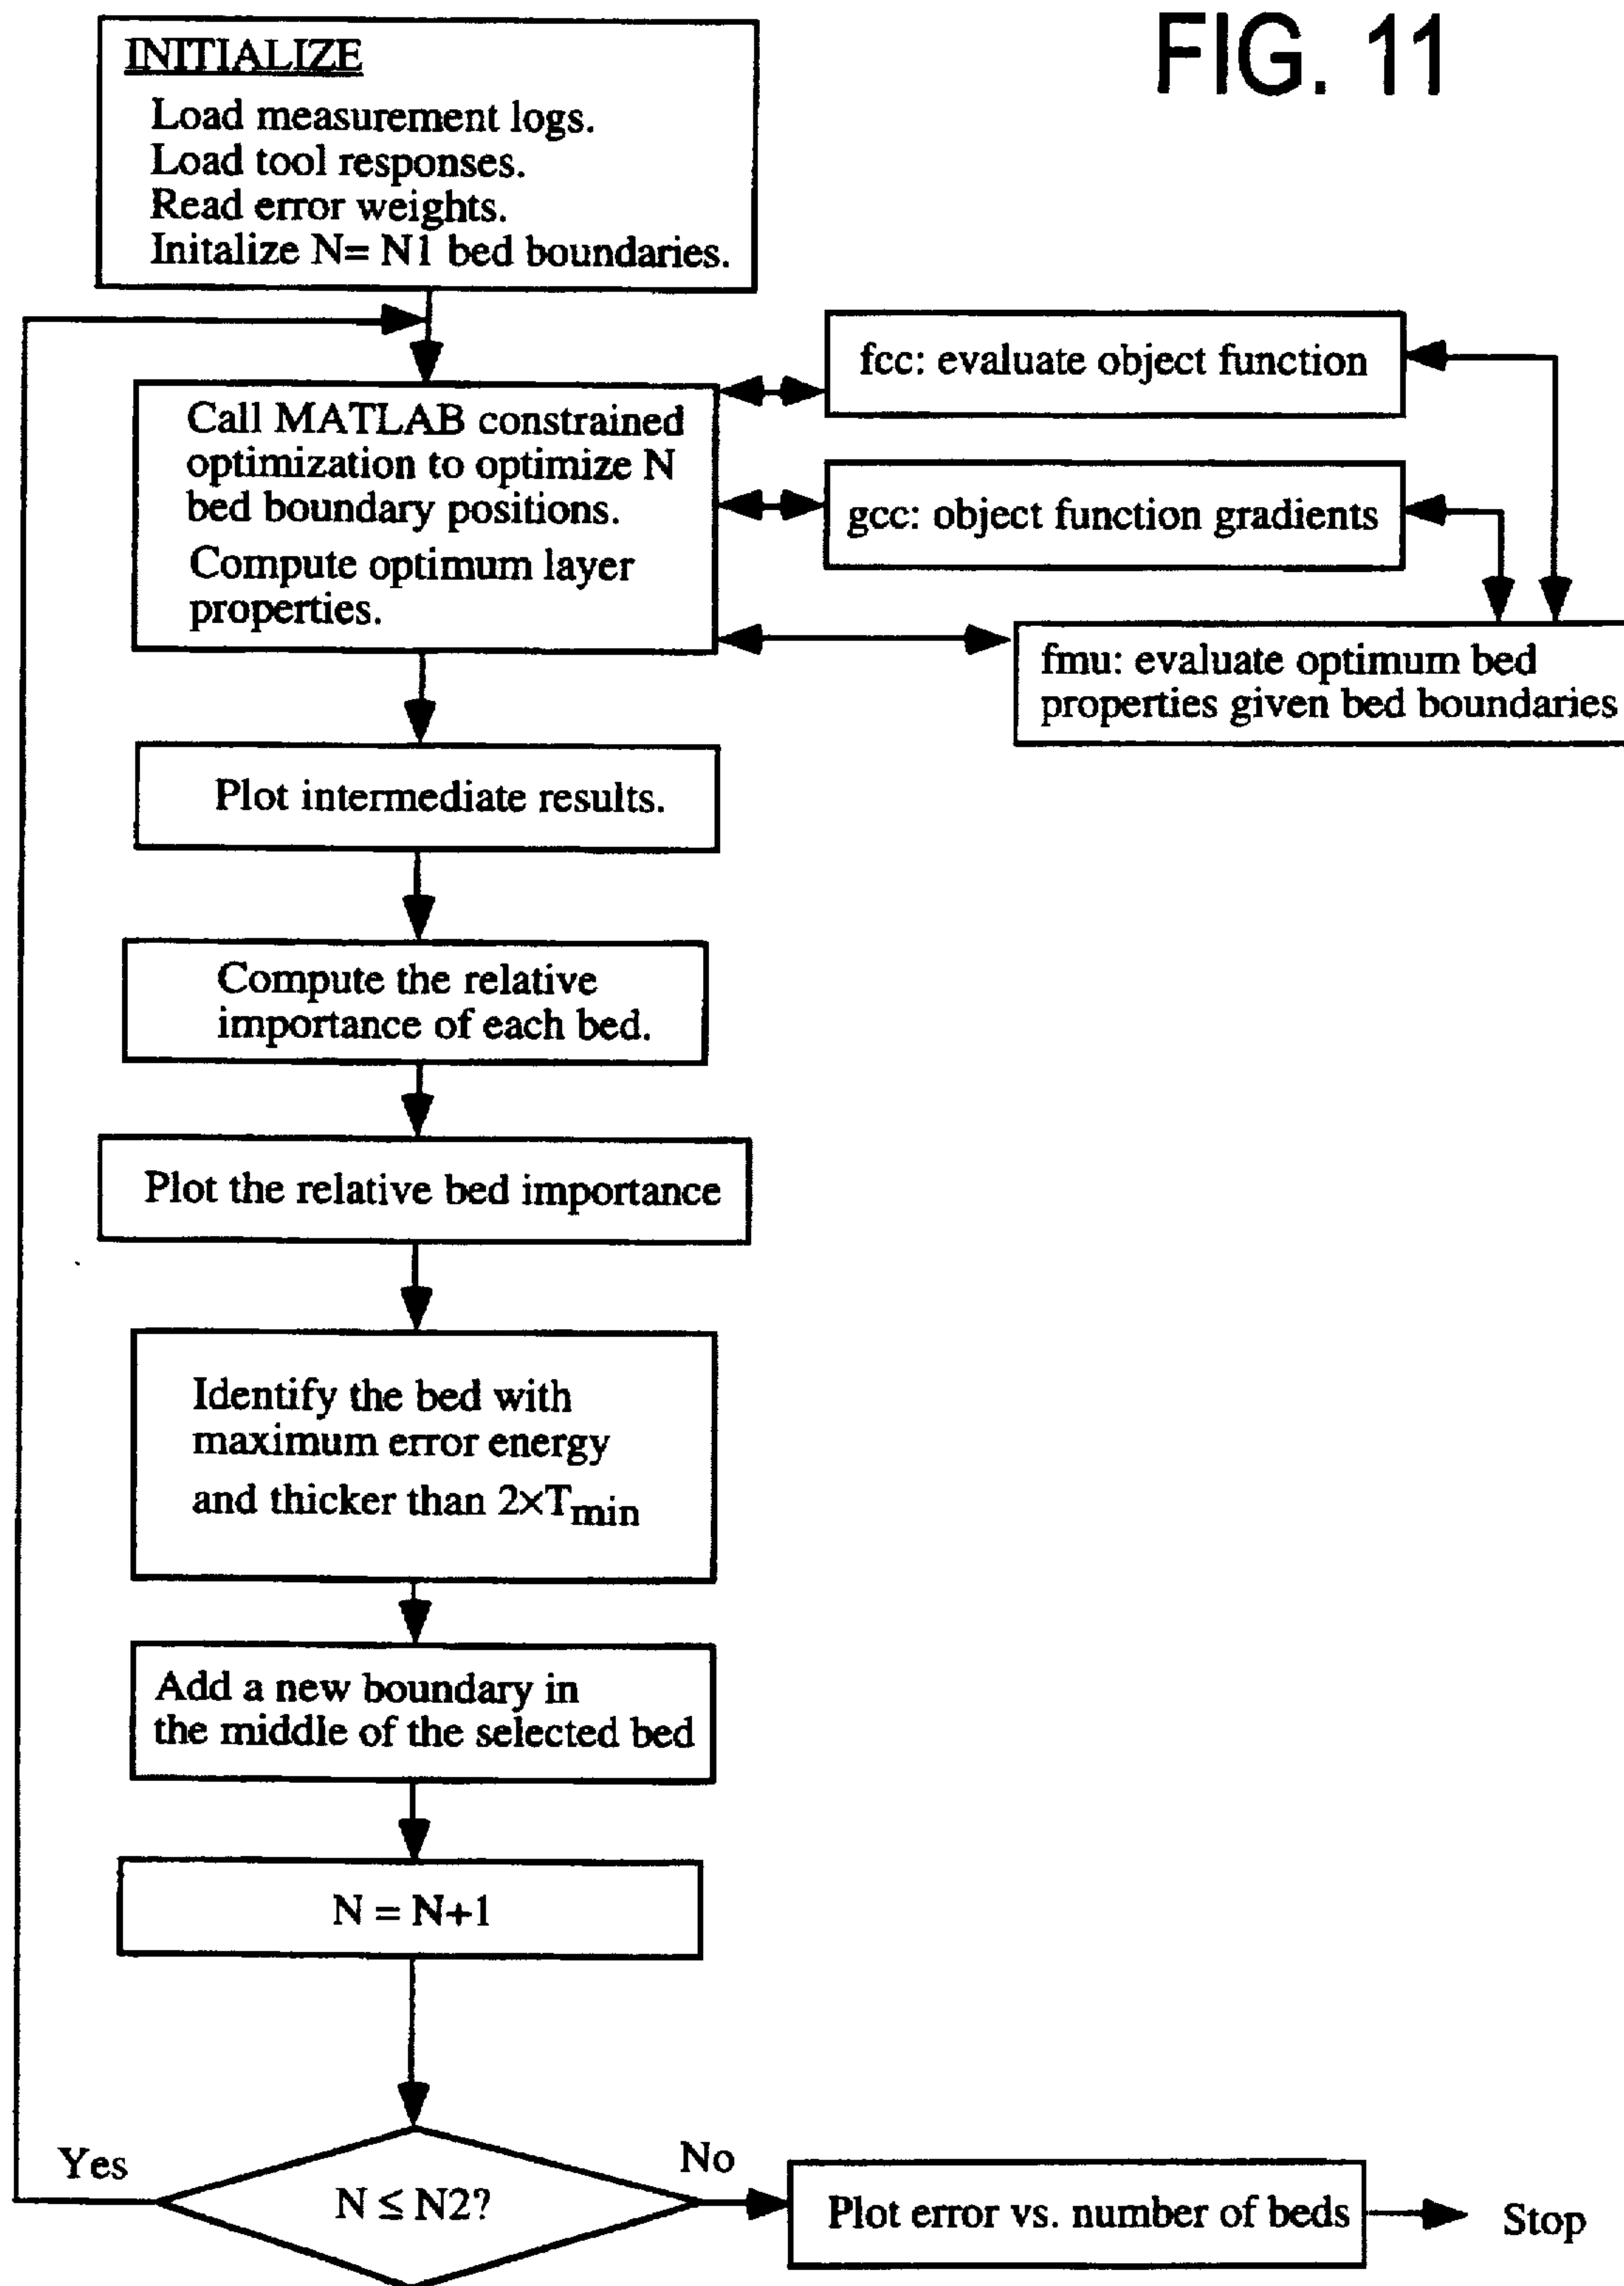 FIG. 11
INITIALIZE
Load measurement logs.
Load tool responses.
Read error weights.
Initalize N= N1 bed boundaries.
Call MATLAB constrained
optimization to optimize N
bed boundary positions.
Compute optimum layer
properties.
fcc: evaluate object function
gcc: object function gradients
fmu: evaluate optimum bed
properties given bed boundaries
Plot intermediate results.
Compute the relative
importance of each bed.
Plot the relative bed importance
Identify the bed with
maximum error energy
and thicker than 2×Tmin
Add a new boundary in
the middle of the selected bed
N = N+1
Yes
N ≤ N2?
No
Plot error vs. number of beds
Stop